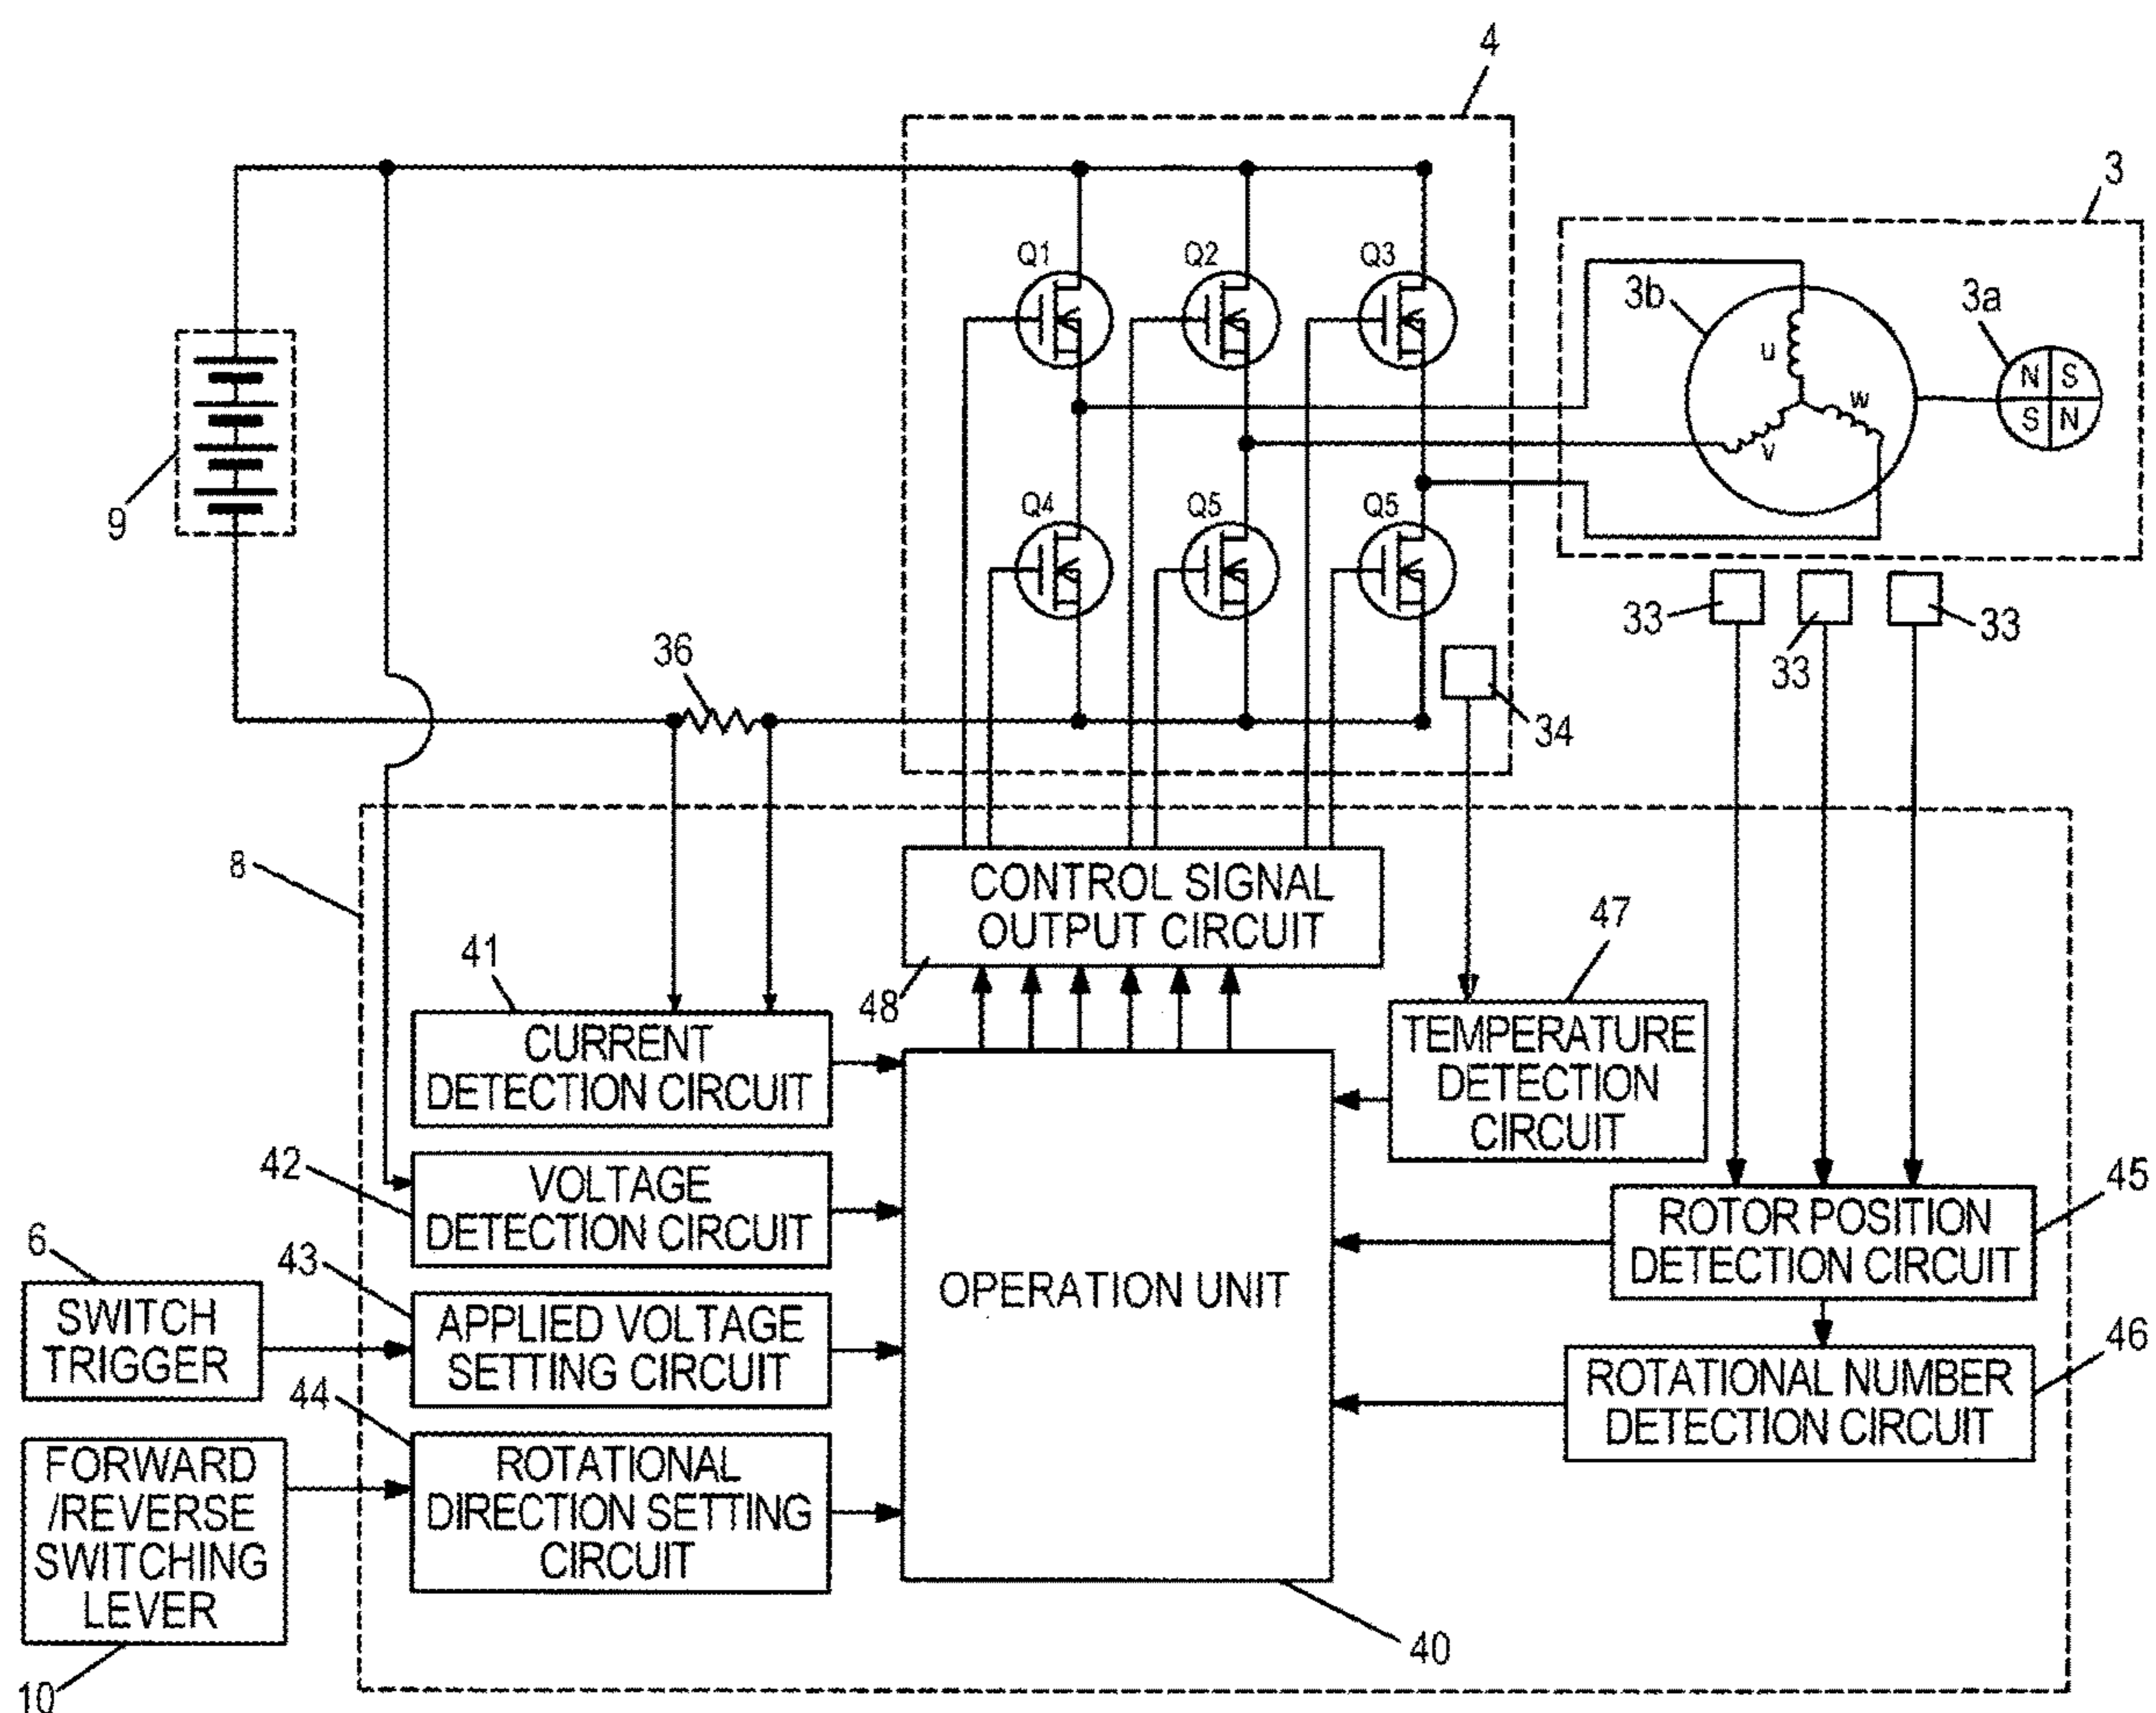 4
3
Q1
Q2
Q3
3b
3a
u
v
w
N
S
S
N
9
Q4
Q5
Q5
36
34
33
33
33
8
CONTROL SIGNAL
OUTPUT CIRCUIT
48
47
41
CURRENT
DETECTION CIRCUIT
TEMPERATURE
DETECTION
CIRCUIT
42
VOLTAGE
DETECTION CIRCUIT
45
ROTOR POSITION
DETECTION CIRCUIT
6
SWITCH
TRIGGER
43
APPLIED VOLTAGE
SETTING CIRCUIT
OPERATION UNIT
46
ROTATIONAL NUMBER
DETECTION CIRCUIT
44
ROTATIONAL
DIRECTION SETTING
CIRCUIT
FORWARD
/REVERSE
SWITCHING
LEVER
10
40